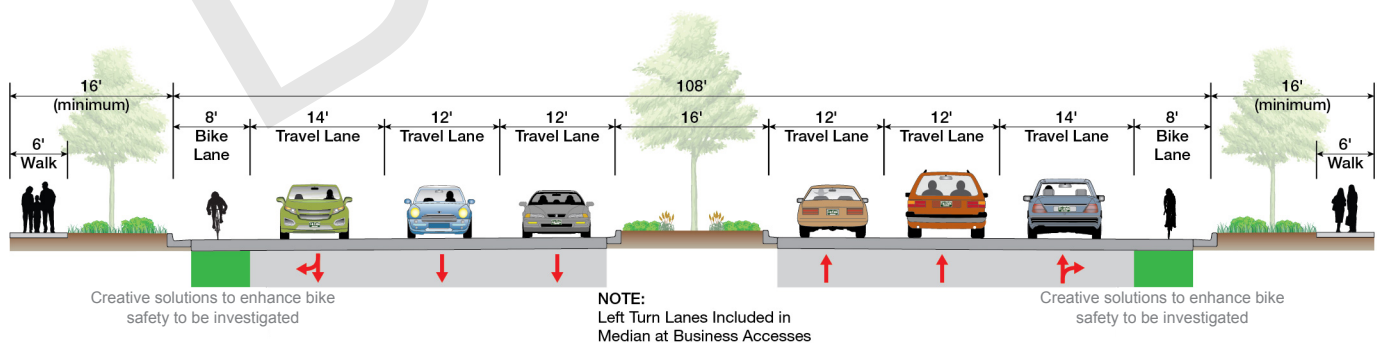 16'
(minimum)
108'
16'
(minimum)
8'
Bike
Lane
14'
Travel Lane
12'
Travel Lane
12'
Travel Lane
16'
12'
Travel Lane
12'
Travel Lane
14'
Travel Lane
8'
Bike
Lane
6'
Walk
6'
Walk
Creative solutions to enhance bike
safety to be investigated
NOTE:
Left Turn Lanes Included in
Median at Business Accesses
Creative solutions to enhance bike
safety to be investigated